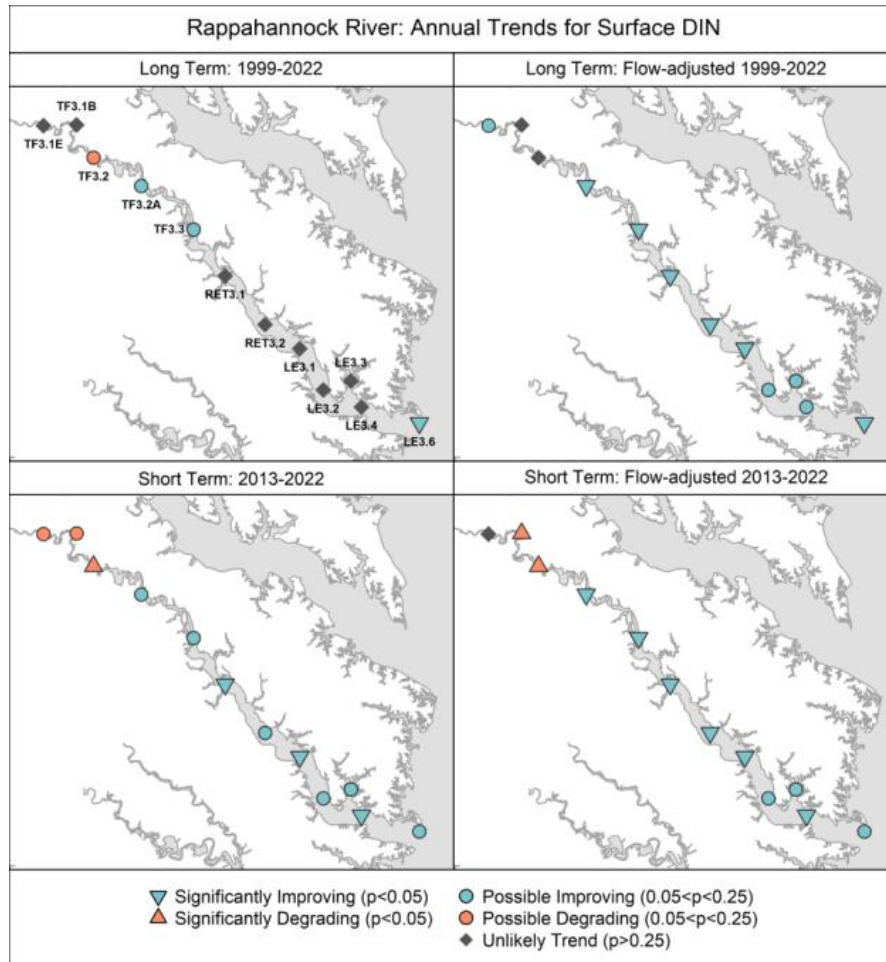 Rappahannock River: Annual Trends for Surface DIN
Long Term: 1999-2022
Long Term: Flow-adjusted 1999-2022
TF3.1B
TF3.1E
TF3.2
TF3.2A
TF3.3
RET3.1
RET3.2
LE3.1
LE3.3
LE3.2
LE3.4
LE3.6
Short Term: 2013-2022
Short Term: Flow-adjusted 2013-2022
Significantly Improving (p<0.05)
Possible Improving (0.05<p<0.25)
Significantly Degrading (p<0.05)
Possible Degrading (0.05<p<0.25)
Unlikely Trend (p>0.25)